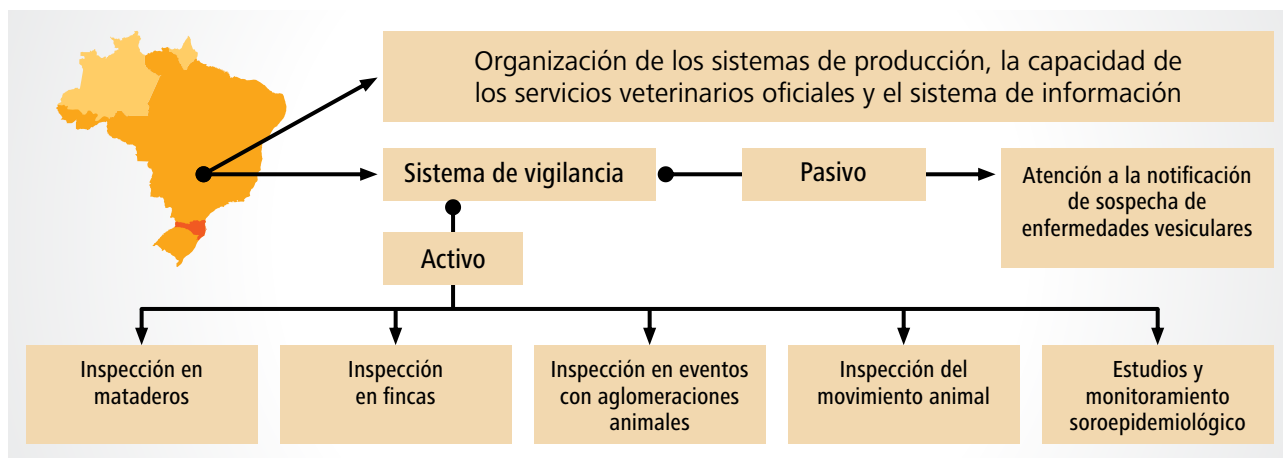 Organización de los sistemas de producción, la capacidad de
los servicios veterinarios oficiales y el sistema de información
Sistema de vigilancia
Pasivo
Atención a la notificación
de sospecha de
enfermedades vesiculares
Activo
Inspección en
mataderos
Inspección
en fincas
Inspección en eventos
con aglomeraciones
animales
Inspección del
movimiento animal
Estudios y
monitoramiento
soroepidemiológico